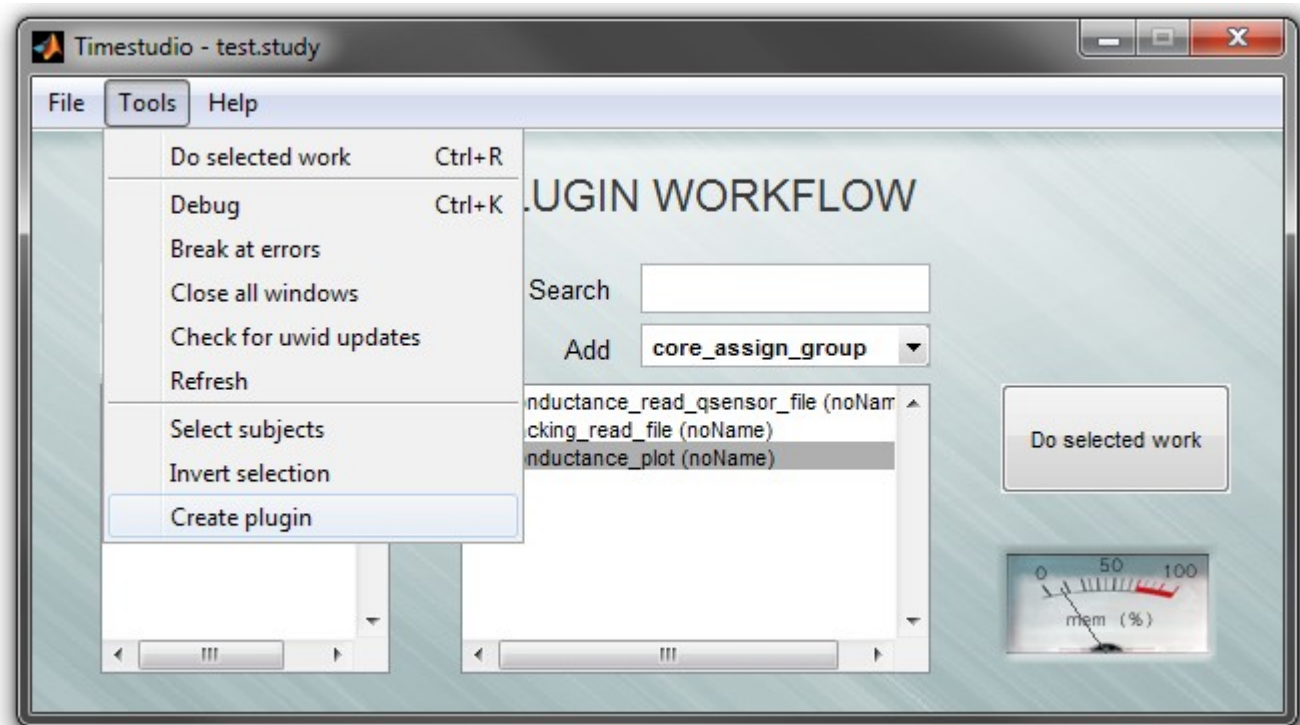 Timestudio - test.study
File Tools Help
Do selected work Ctrl+R
Debug Ctrl+K
Break at errors
Close all windows
Check for uwid updates
Refresh
Select subjects
Invert selection
Create plugin
LUGIN WORKFLOW
Search
Add core_assign_group
nductance_read_qsensor_file (noNam
cking_read_file (noName)
nductance_plot (noName)
Do selected work
0 50 100
mem (%)